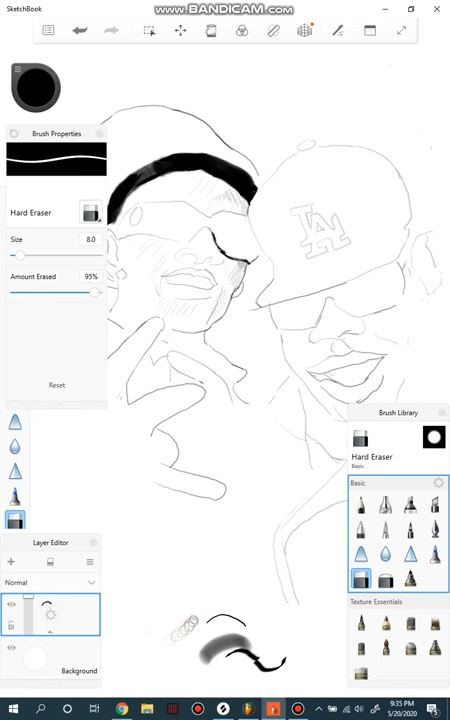 SketchBook
WWW.BANDICAM.COM
Brush Properties
Hard Eraser
Size
8.0
Amount Erased
95%
Reset
LA
Brush Library
Hard Eraser
Basic
Basic
Texture Essentials
Layer Editor
Normal
Background
9:35 PM
5/20/2020